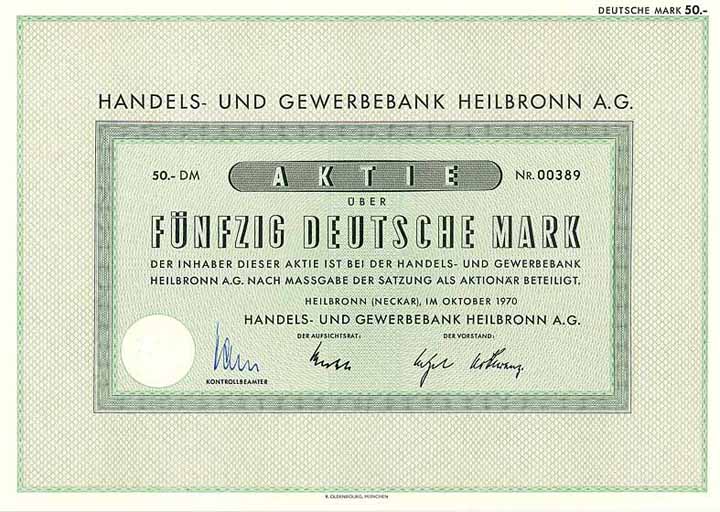 DEUTSCHE MARK 50.-
HANDELS- UND GEWERBEBANK HEILBRONN A.G.
50.- DM AKTIE NR. 00389
ÜBER
FÜNFZIG DEUTSCHE MARK
DER INHABER DIESER AKTIE IST BEI DER HANDELS- UND GEWERBEBANK
HEILBRONN A.G. NACH MASSGABE DER SATZUNG ALS AKTIONÄR BETEILIGT.
HEILBRONN (NECKAR), IM OKTOBER 1970
HANDELS- UND GEWERBEBANK HEILBRONN A.G.
DER AUFSICHTSRAT: DER VORSTAND:
KONTROLLBEAMTER
R. OLDENBOURG, MÜNCHEN